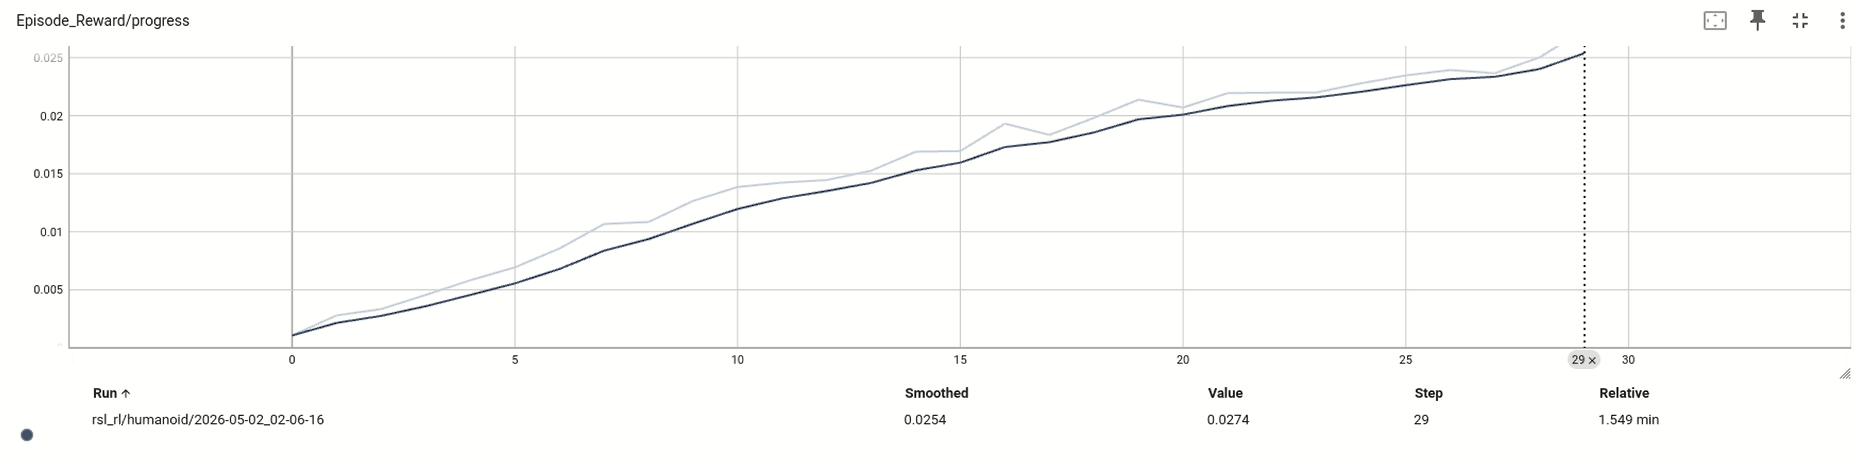 Episode_Reward/progress
0.025
0.02
0.015
0.01
0.005
0 5 10 15 20 25 29 × 30
Run ↑ Smoothed Value Step Relative
rsl_rl/humanoid/2026-05-02_02-06-16 0.0254 0.0274 29 1.549 min